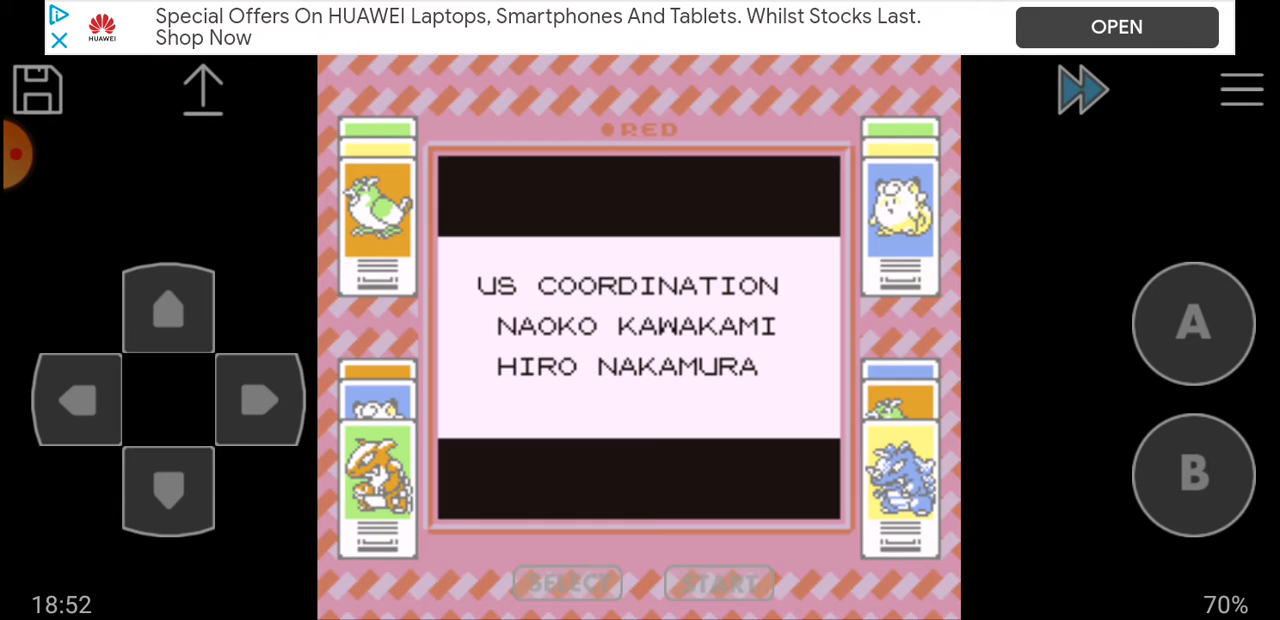 Special Offers On HUAWEI Laptops, Smartphones And Tablets. Whilst Stocks Last.
Shop Now
OPEN
HUAWEI
RED
US COORDINATION
NAOKO KAWAKAMI
HIRO NAKAMURA
A
B
SELECT
START
18:52
70%